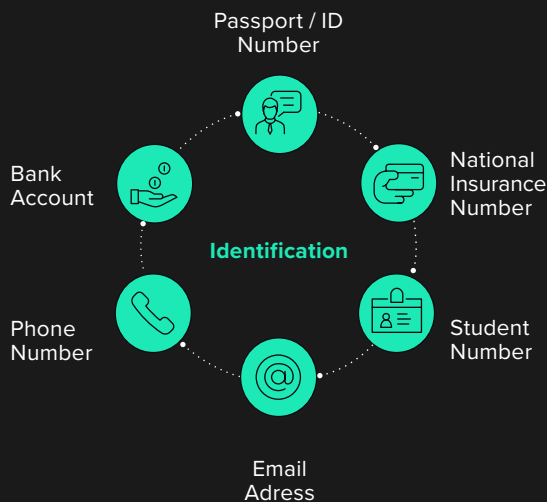 Passport / ID
Number
National
Insurance
Number
Student
Number
Email
Adress
Phone
Number
Bank
Account
Identification